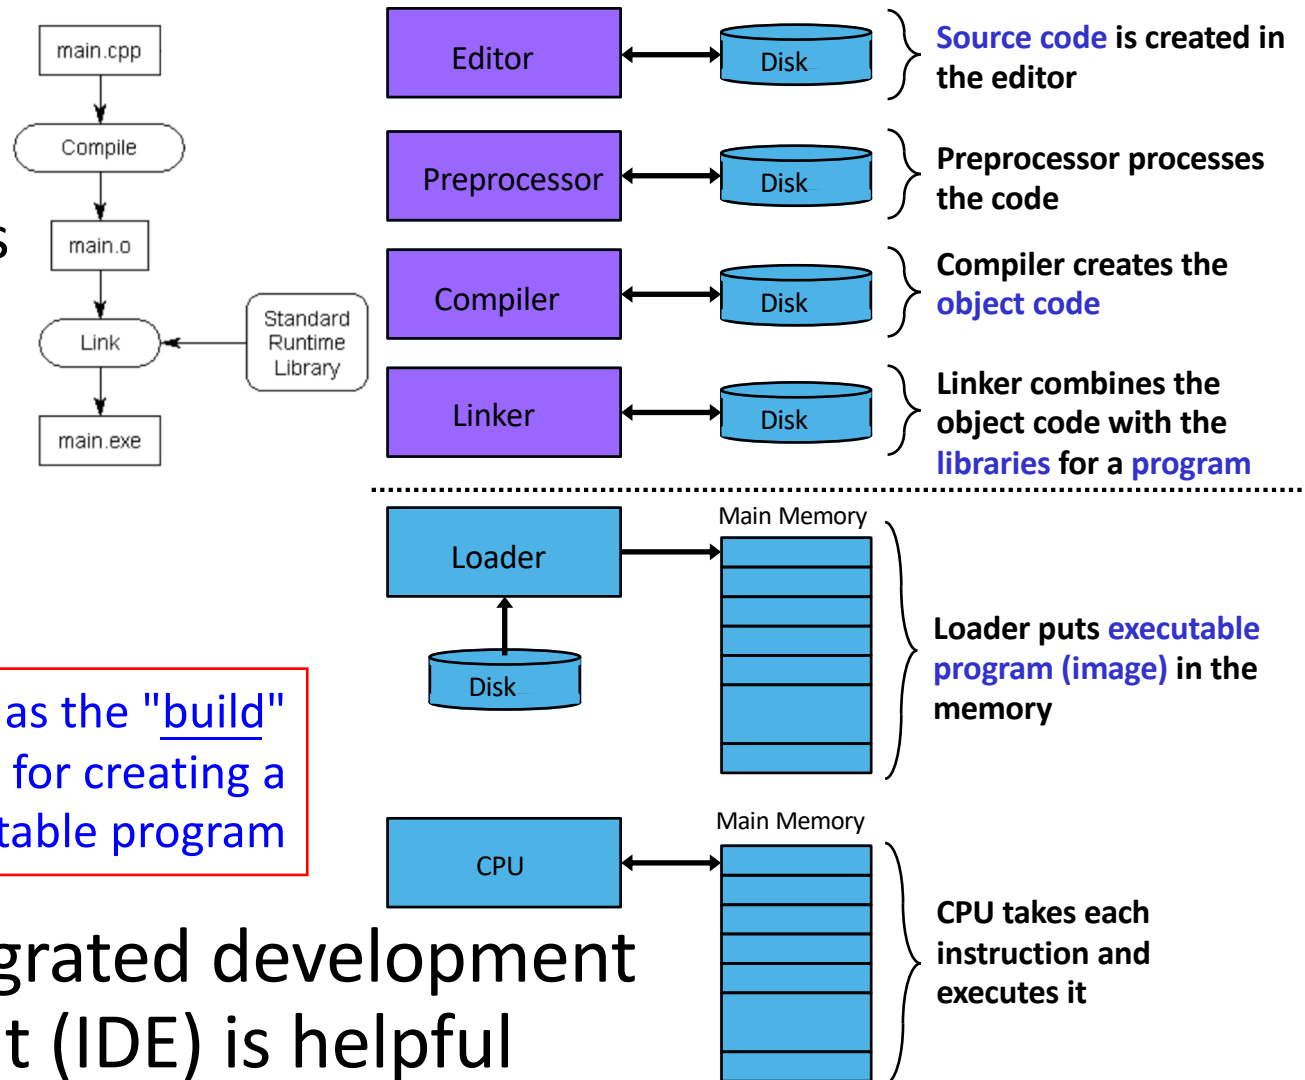 main.cpp
Compile
s
main.o
Link
Standard
Runtime
Library
main.exe
Editor
Disk
Source code is created in
the editor
Preprocessor
Disk
Preprocessor processes
the code
Compiler
Disk
Compiler creates the
object code
Linker
Disk
Linker combines the
object code with the
libraries for a program
Loader
Disk
Main Memory
Loader puts executable
program (image) in the
memory
as the "build"
for creating a
table program
CPU
Main Memory
CPU takes each
instruction and
executes it
grated development
t (IDE) is helpful